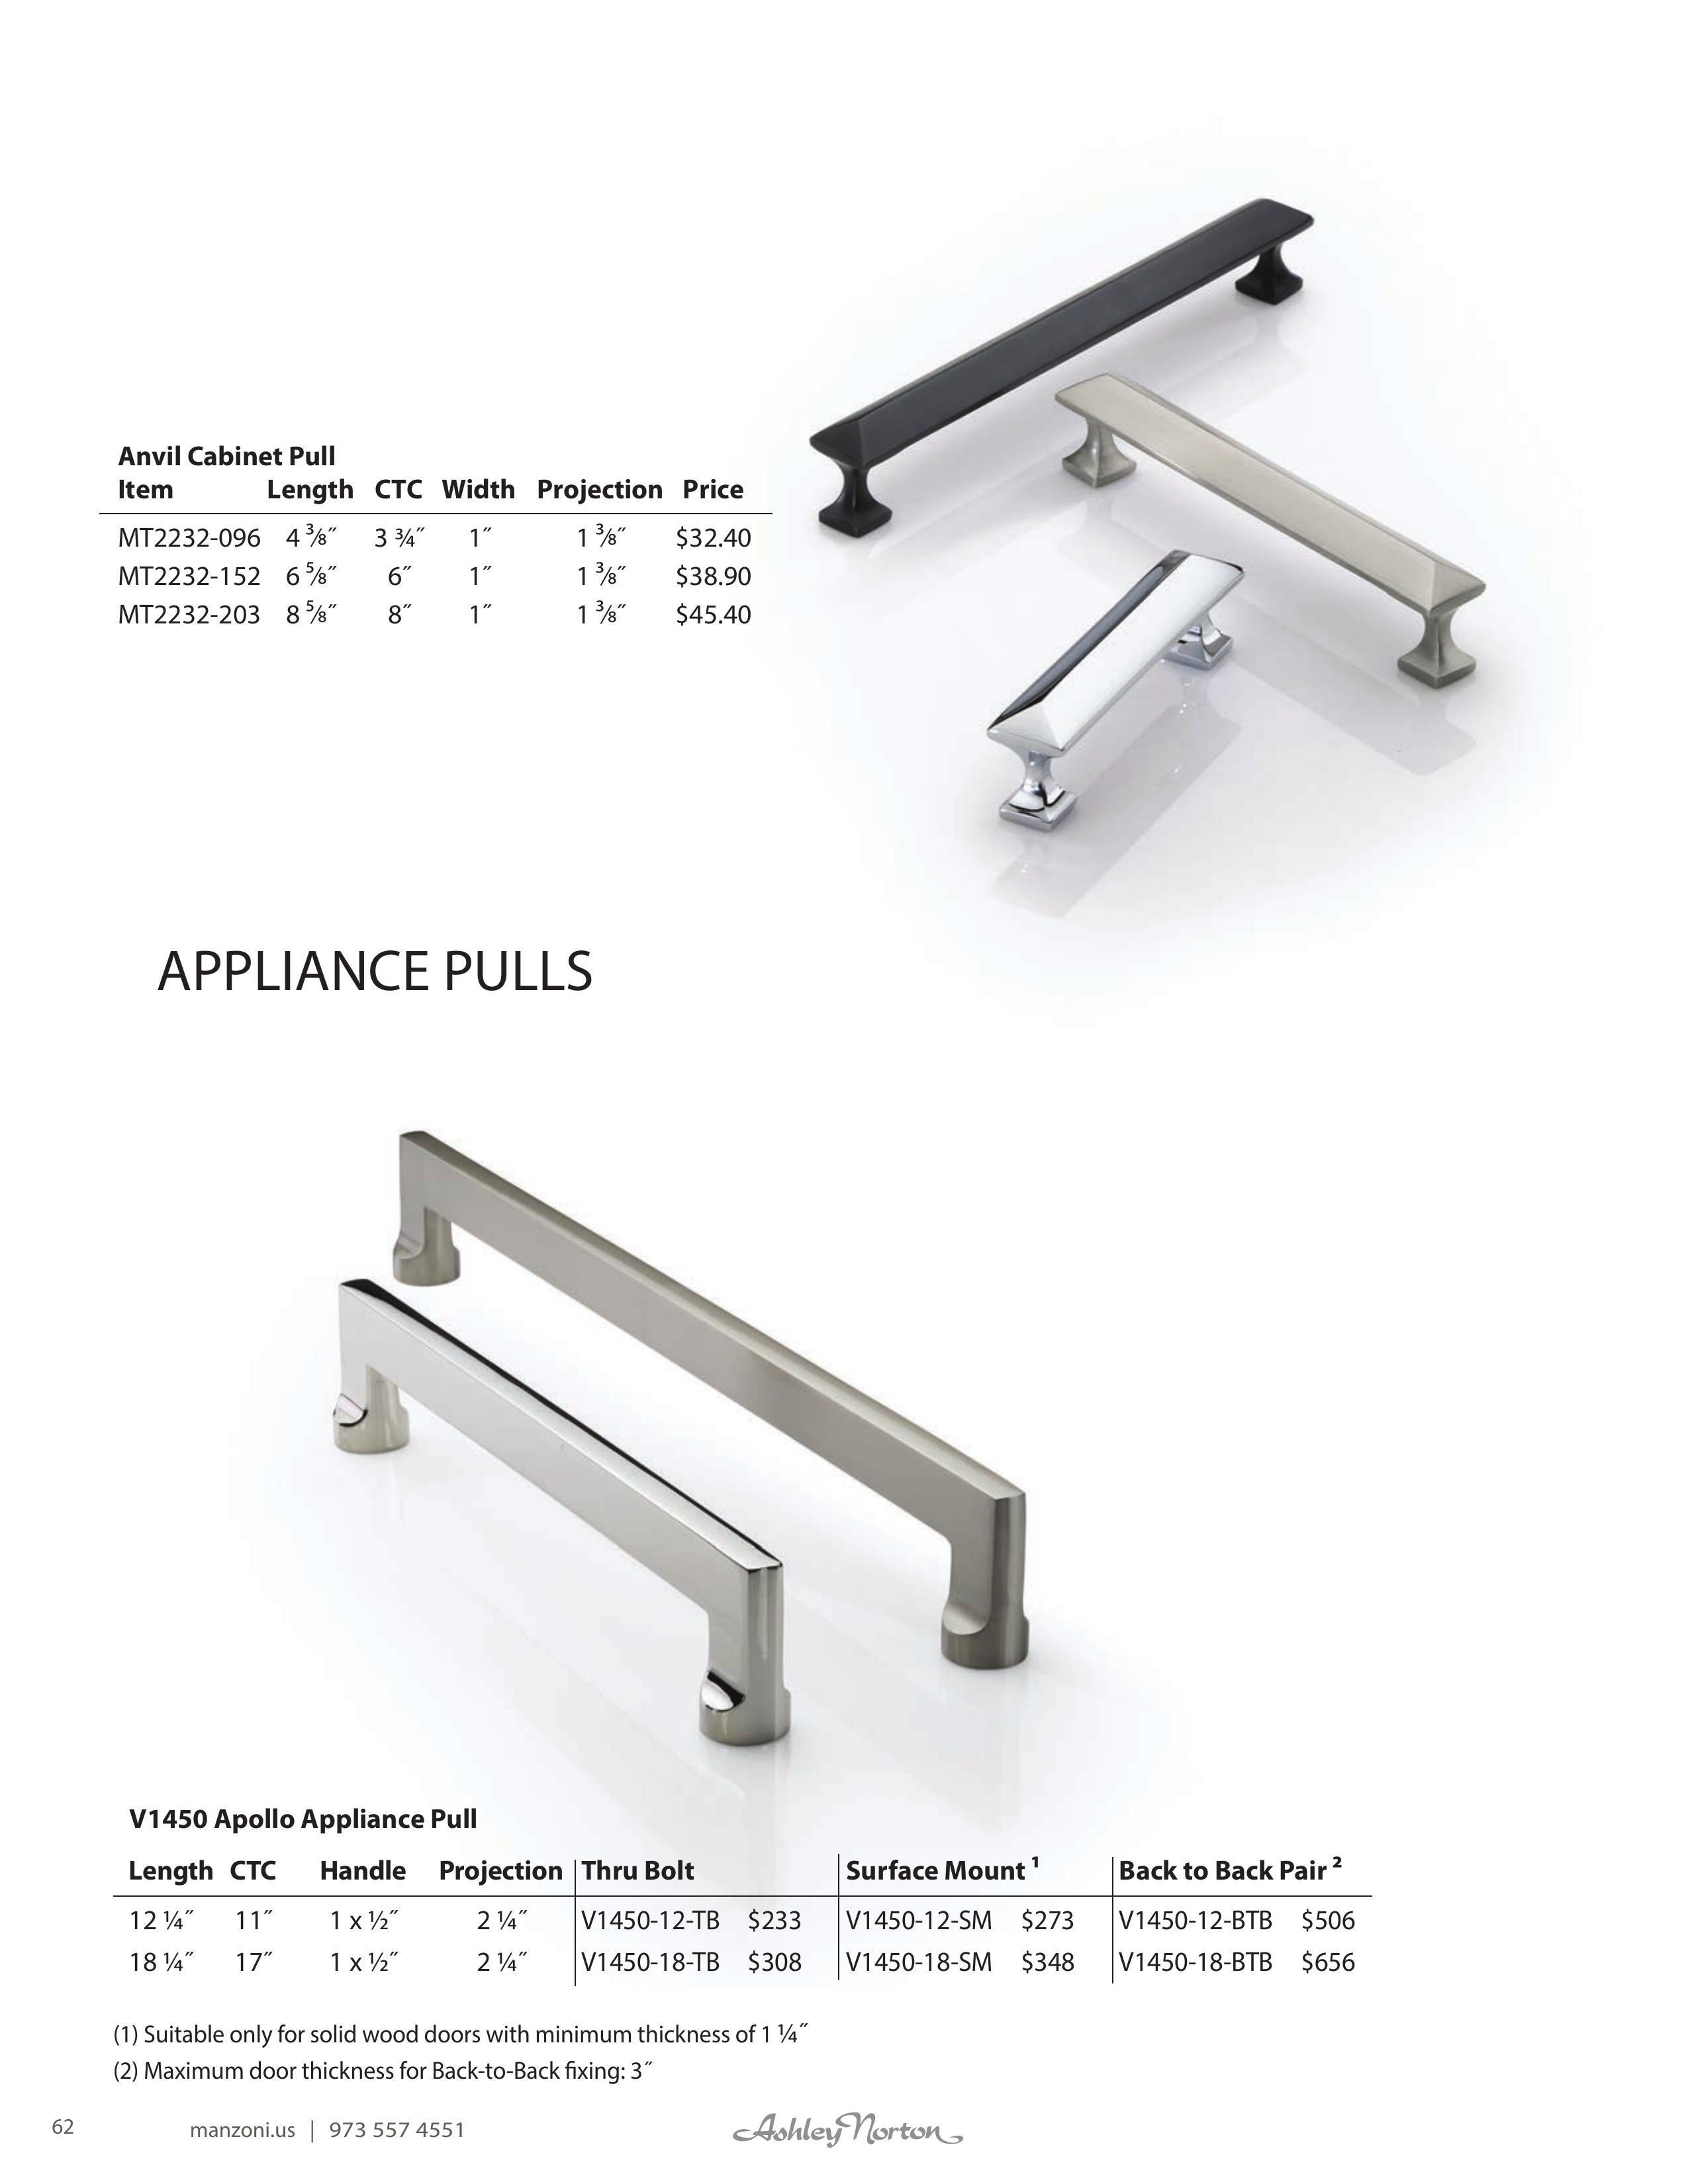 Anvil Cabinet Pull
Item Length CTC Width Projection Price
MT2232-096 4 ⅜˝ 3 ¾˝ 1˝ 1 ⅜˝ $32.40
MT2232-152 6 ⅝˝ 6˝ 1˝ 1 ⅜˝ $38.90
MT2232-203 8 ⅝˝ 8˝ 1˝ 1 ⅜˝ $45.40
APPLIANCE PULLS
V1450 Apollo Appliance Pull
Length CTC Handle Projection Thru Bolt Surface Mount ¹ Back to Back Pair ²
12 ¼˝ 11˝ 1 x ½˝ 2 ¼˝ V1450-12-TB $233 V1450-12-SM $273 V1450-12-BTB $506
18 ¼˝ 17˝ 1 x ½˝ 2 ¼˝ V1450-18-TB $308 V1450-18-SM $348 V1450-18-BTB $656
(1) Suitable only for solid wood doors with minimum thickness of 1 ¼˝
(2) Maximum door thickness for Back-to-Back fixing: 3˝
62 manzoni.us | 973 557 4551 Ashley Norton